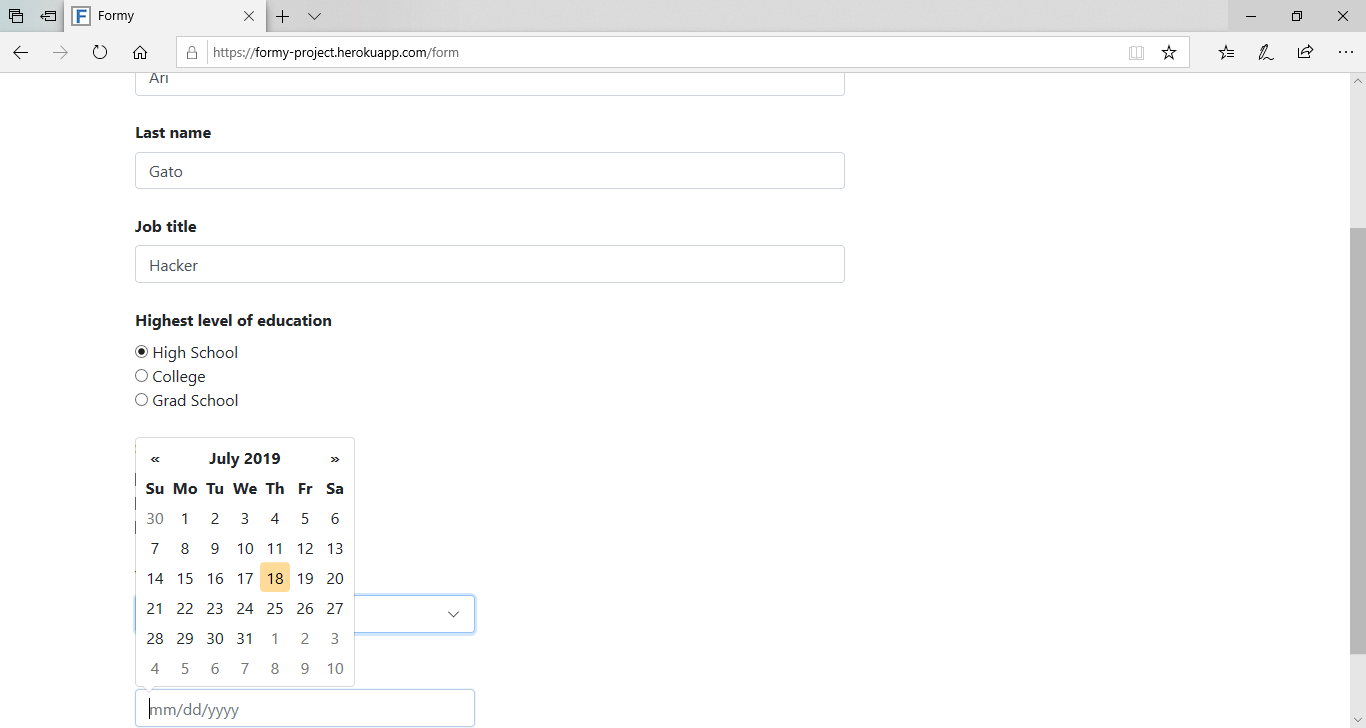 Formy
https://formy-project.herokuapp.com/form
Ari
Last name
Gato
Job title
Hacker
Highest level of education
High School
College
Grad School
« July 2019 »
Su Mo Tu We Th Fr Sa
30 1 2 3 4 5 6
7 8 9 10 11 12 13
14 15 16 17 18 19 20
21 22 23 24 25 26 27
28 29 30 31 1 2 3
4 5 6 7 8 9 10
mm/dd/yyyy